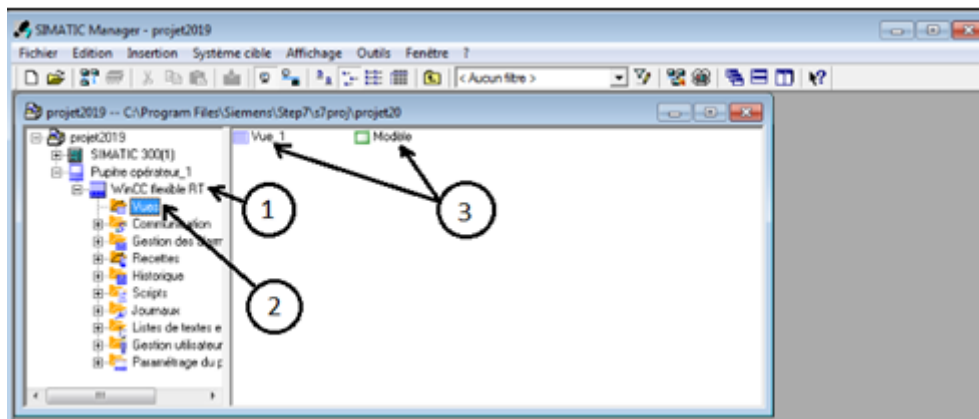 SIMATIC Manager - projet2019
Fichier Edition Insertion Système cible Affichage Outils Fenêtre ?
< Aucun filtre >
projet2019 -- C:\Program Files\Siemens\Step7\s7proj\projet20
projet2019
SIMATIC 300(1)
Pupitre opérateur_1
WinCC flexible RT
Vues
Communication
Gestion des alarm
Recettes
Historique
Scripts
Journaux
Listes de textes e
Gestion utilisateur
Paramétrage du p
Vue_1 Modèle
1
2
3